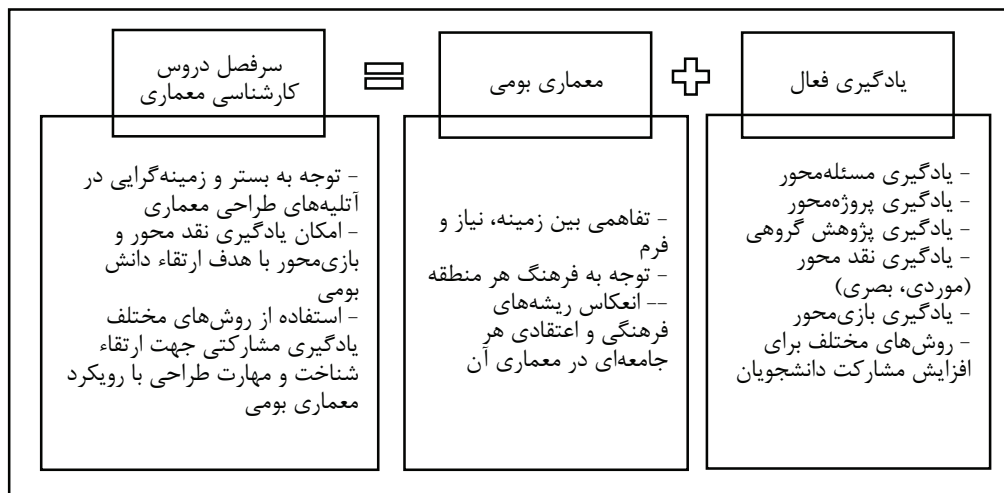 یادگیری فعال
- یادگیری مسئله‌محور
- یادگیری پروژه‌محور
- یادگیری پژوهش گروهی
- یادگیری نقد محور
(موردی، بصری)
- یادگیری بازی‌محور
- روش‌های مختلف برای
افزایش مشارکت دانشجویان
معماری بومی
- تفاهمی بین زمینه، نیاز و
فرم
- توجه به فرهنگ هر منطقه
-- انعکاس ریشه‌های
فرهنگی و اعتقادی هر
جامعه‌ای در معماری آن
سرفصل دروس
کارشناسی معماری
- توجه به بستر و زمینه‌گرایی در
آتلیه‌های طراحی معماری
- امکان یادگیری نقد محور و
بازی‌محور با هدف ارتقاء دانش
بومی
- استفاده از روش‌های مختلف
یادگیری مشارکتی جهت ارتقاء
شناخت و مهارت طراحی با رویکرد
معماری بومی